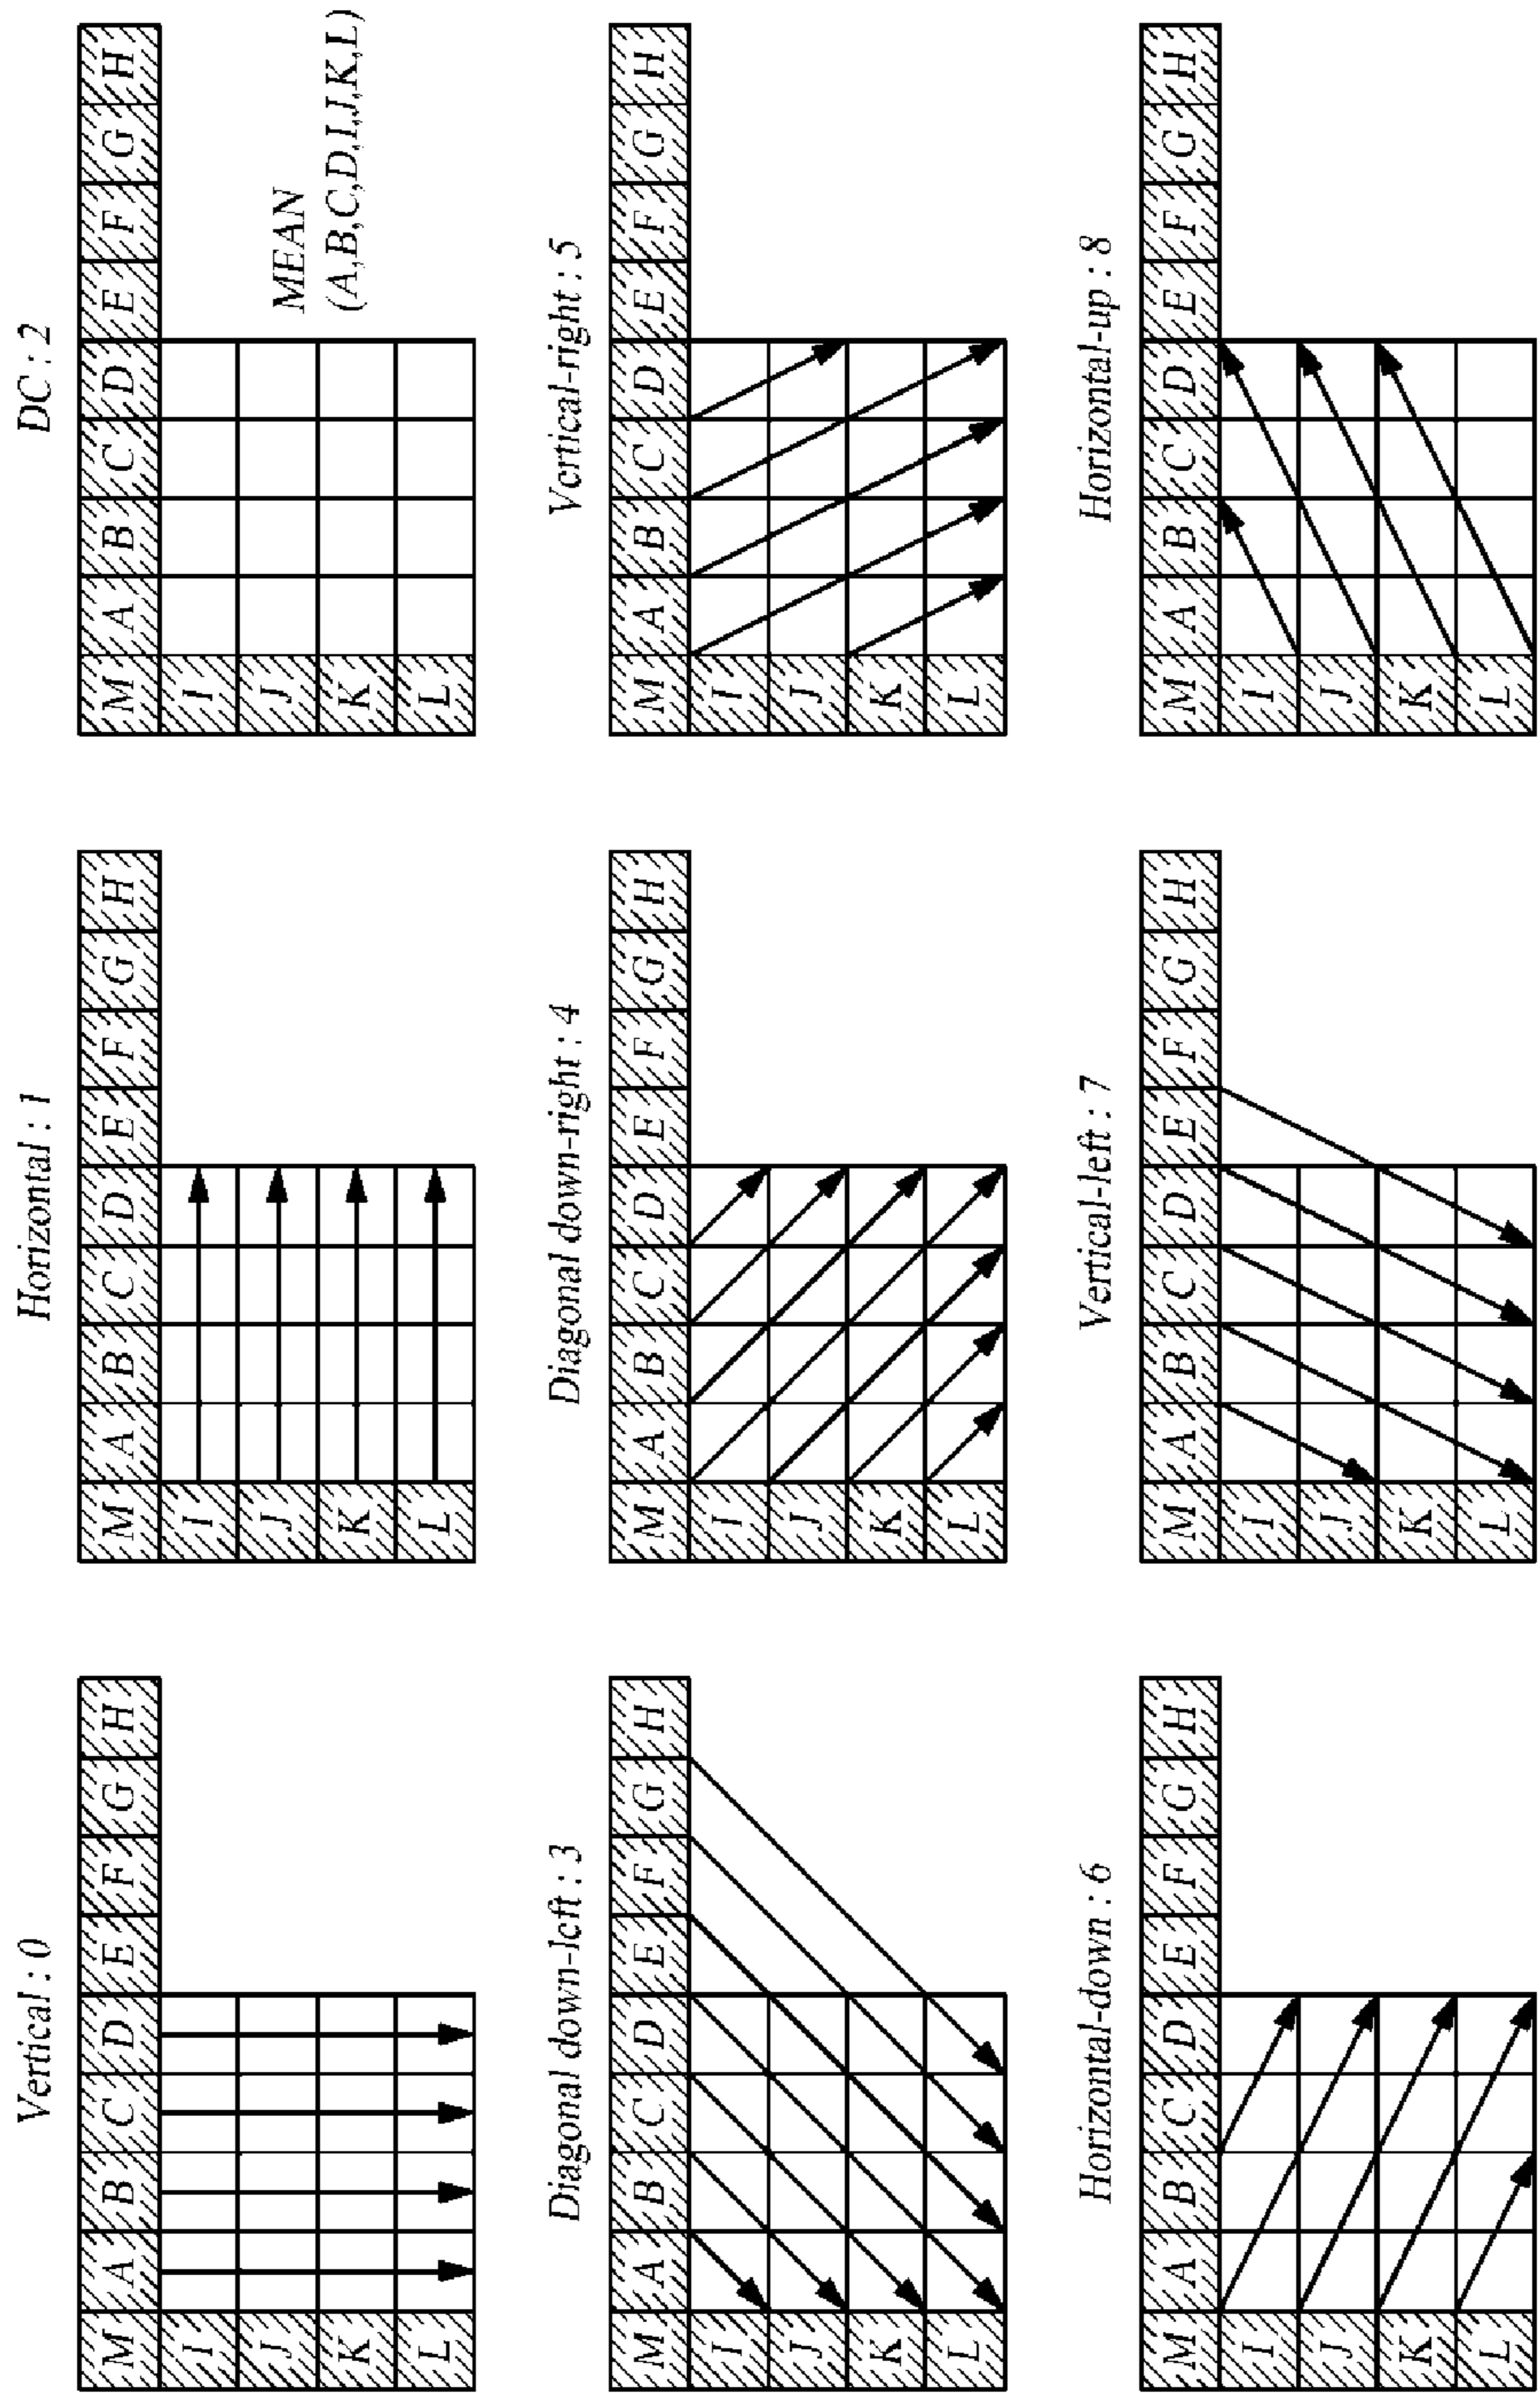 Vertical : 0
M A B C D E F G H
I
J
K
L
Horizontal : 1
M A B C D E F G H
I
J
K
L
DC : 2
M A B C D E F G H
I
J
K
L
MEAN
(A,B,C,D,I,J,K,L)
Diagonal down-left : 3
M A B C D E F G H
I
J
K
L
Diagonal down-right : 4
M A B C D E F G H
I
J
K
L
Vertical-right : 5
M A B C D E F G H
I
J
K
L
Horizontal-down : 6
M A B C D E F G H
I
J
K
L
Vertical-left : 7
M A B C D E F G H
I
J
K
L
Horizontal-up : 8
M A B C D E F G H
I
J
K
L